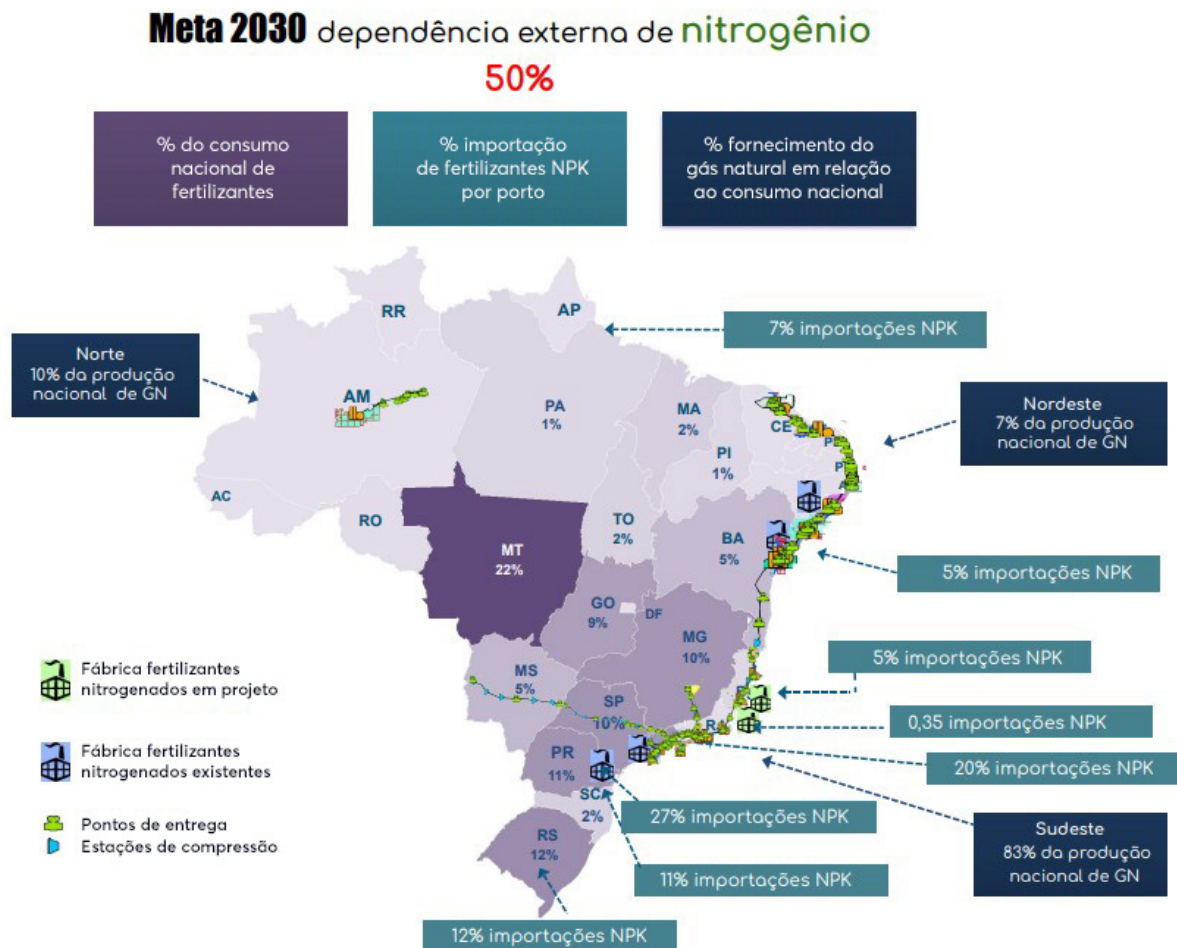 Meta 2030 dependência externa de nitrogênio
50%
% do consumo
nacional de
fertilizantes
% importação
de fertilizantes NPK
por porto
% fornecimento do
gás natural em relação
ao consumo nacional
RR
AP
7% importações NPK
Norte
10% da produção
nacional de GN
AM
PA
1%
MA
2%
CE
PI
1%
Nordeste
7% da produção
nacional de GN
AC
RO
TO
2%
BA
5%
MT
22%
5% importações NPK
GO
9%
DF
MG
10%
Fábrica fertilizantes
nitrogenados em projeto
MS
5%
5% importações NPK
SP
10%
0,35 importações NPK
Fábrica fertilizantes
nitrogenados existentes
PR
11%
20% importações NPK
SC
2%
27% importações NPK
Pontos de entrega
Estações de compressão
RS
12%
Sudeste
83% da produção
nacional de GN
11% importações NPK
12% importações NPK